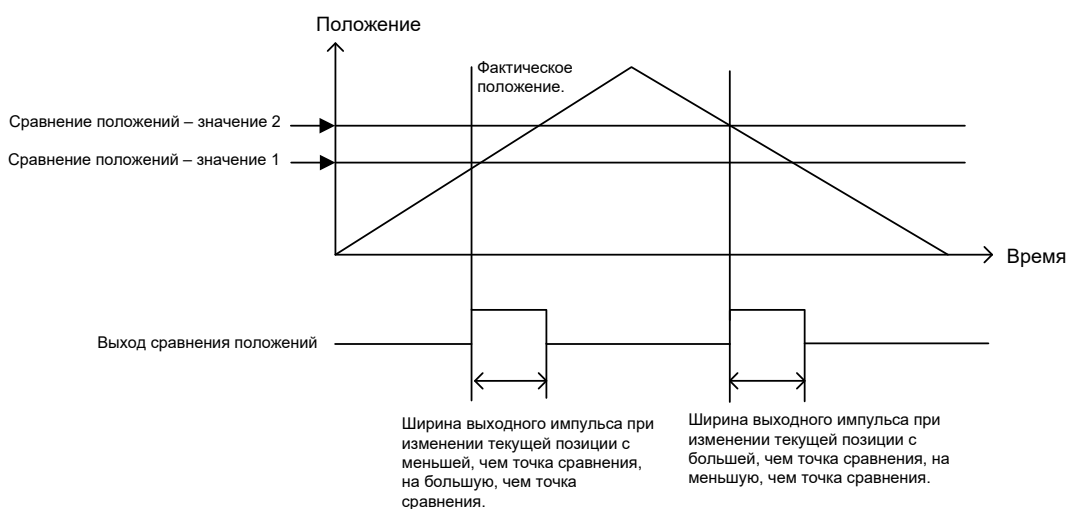 Положение
Фактическое
положение.
Сравнение положений – значение 2
Сравнение положений – значение 1
Время
Выход сравнения положений
Ширина выходного импульса при
изменении текущей позиции с
меньшей, чем точка сравнения,
на большую, чем точка
сравнения.
Ширина выходного импульса при
изменении текущей позиции с
большей, чем точка сравнения, на
меньшую, чем точка сравнения.